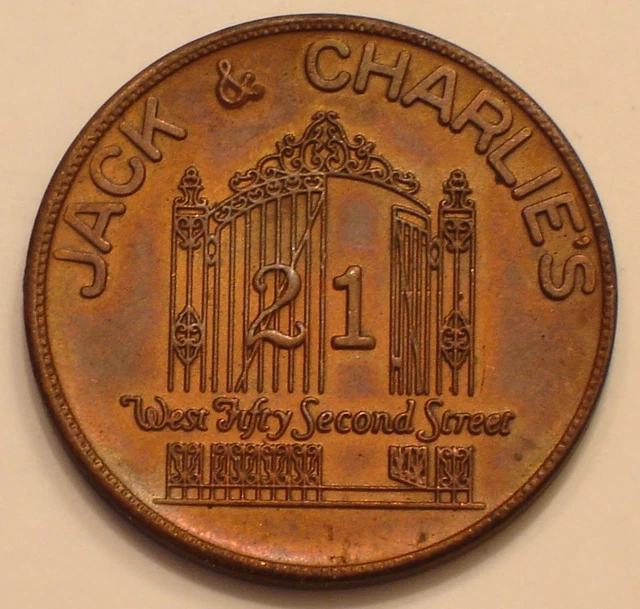 JACK & CHARLIE'S
21
West Fifty Second Street